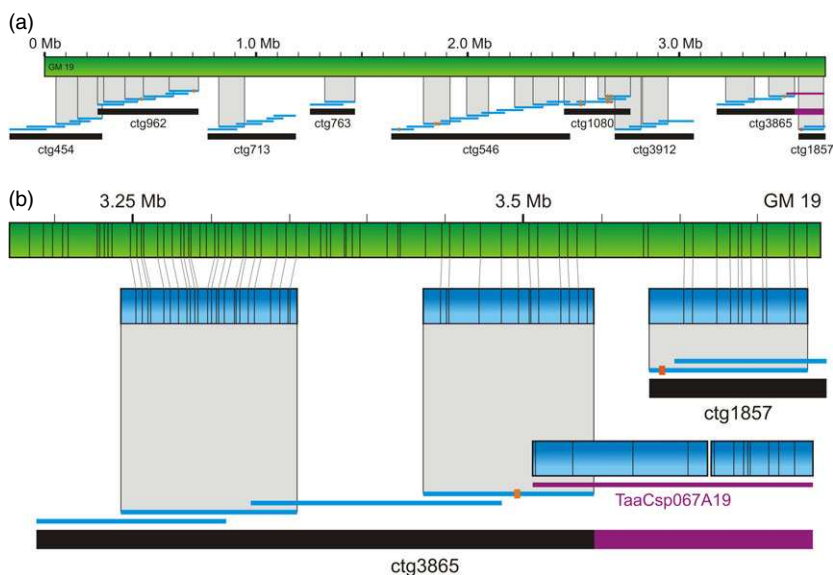 (a)
0 Mb 1.0 Mb 2.0 Mb 3.0 Mb
GM 19
ctg962 ctg763 ctg1080 ctg3865
ctg454 ctg713 ctg546 ctg3912 ctg1857
(b)
3.25 Mb 3.5 Mb GM 19
ctg1857
TaaCsp067A19
ctg3865